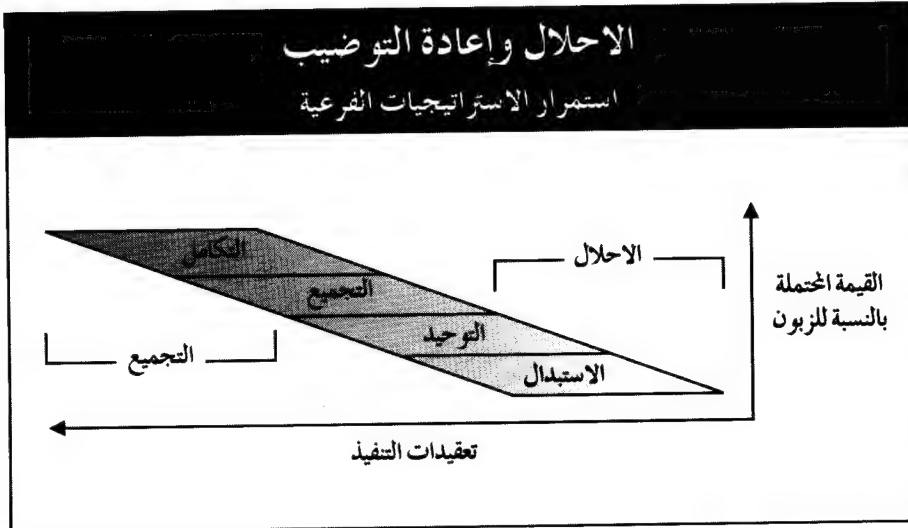 الاحلال وإعادة التوضيب
استمرار الاستراتيجيات الفرعية
التكامل
الاحلال
التجميع
القيمة المحتملة
بالنسبة للزبون
التوحيد
التجميع
الاستبدال
تعقيدات التنفيذ